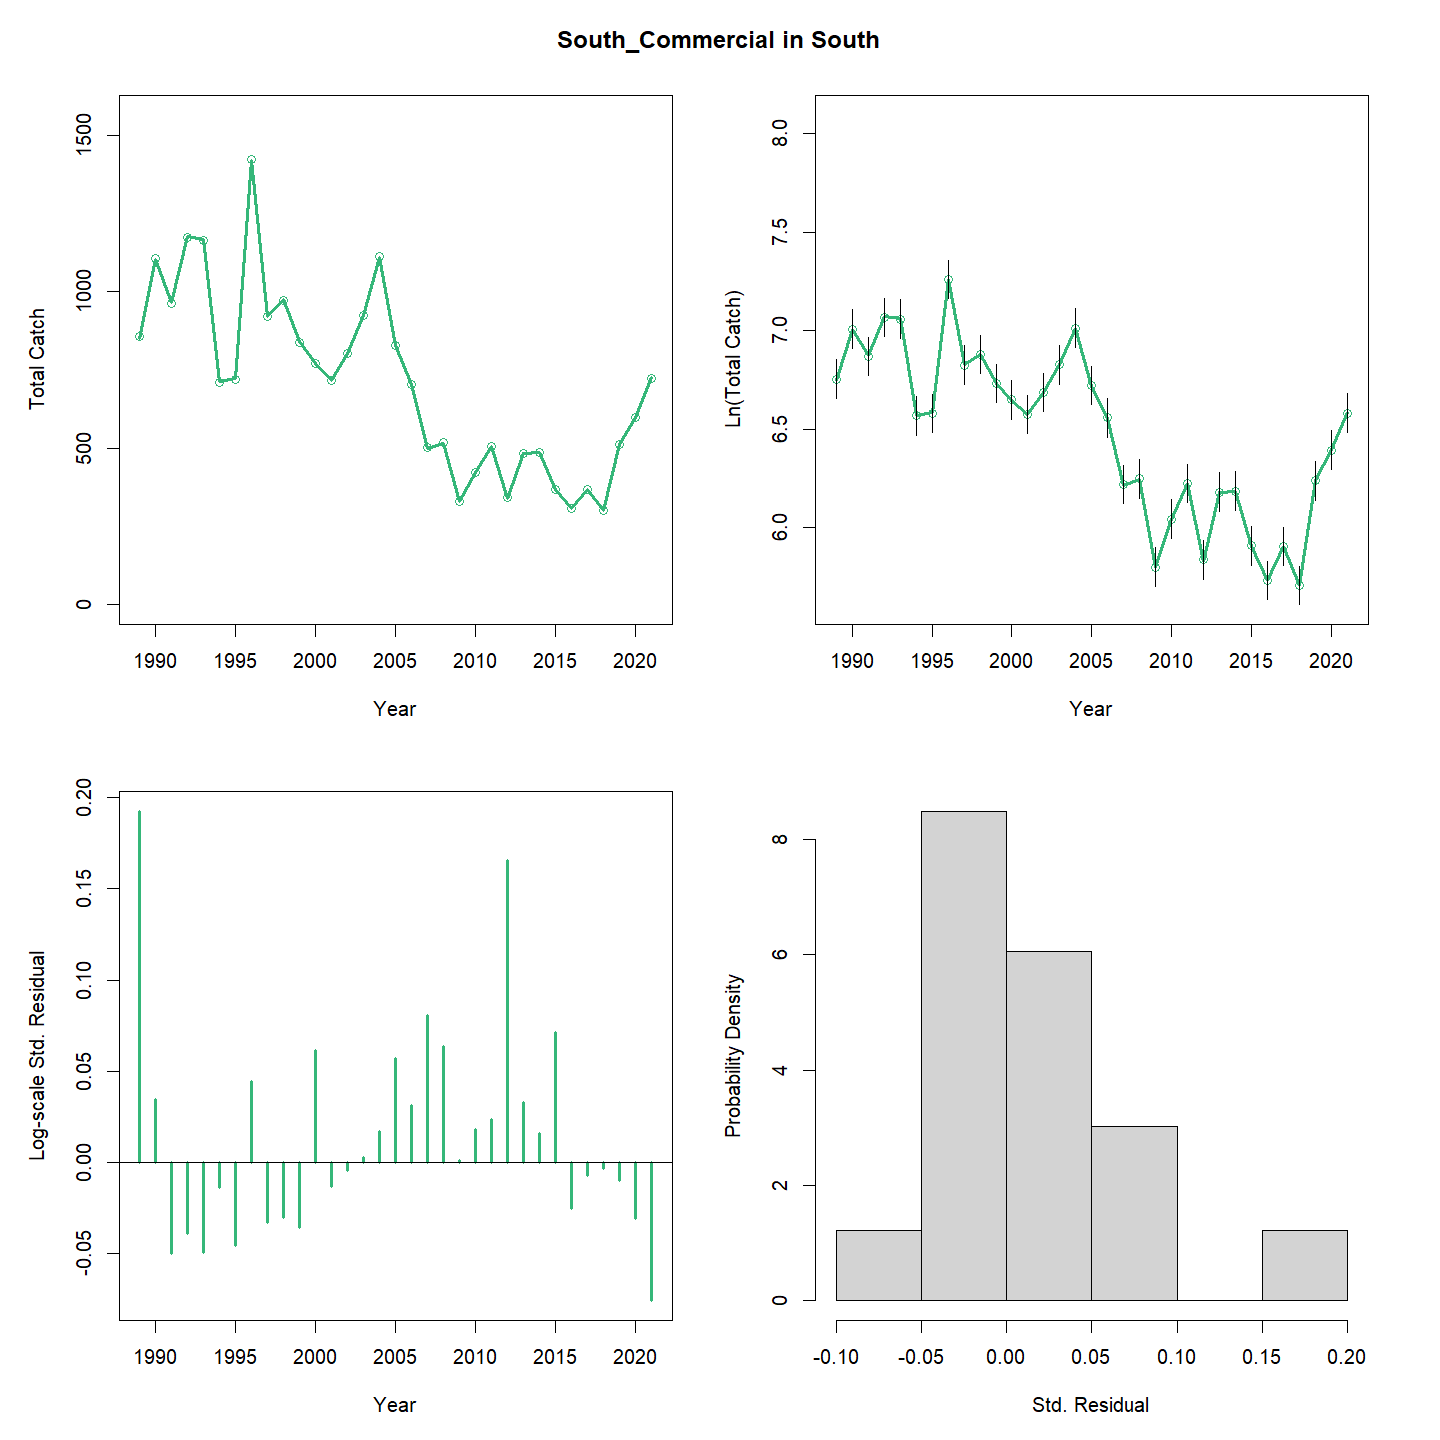 South_Commercial in South
Total Catch
1500
1000
500
0
1990 1995 2000 2005 2010 2015 2020
Year
Ln(Total Catch)
8.0
7.5
7.0
6.5
6.0
1990 1995 2000 2005 2010 2015 2020
Year
Log-scale Std. Residual
0.20
0.15
0.10
0.05
0.00
-0.05
1990 1995 2000 2005 2010 2015 2020
Year
Probability Density
8
6
4
2
0
-0.10 -0.05 0.00 0.05 0.10 0.15 0.20
Std. Residual